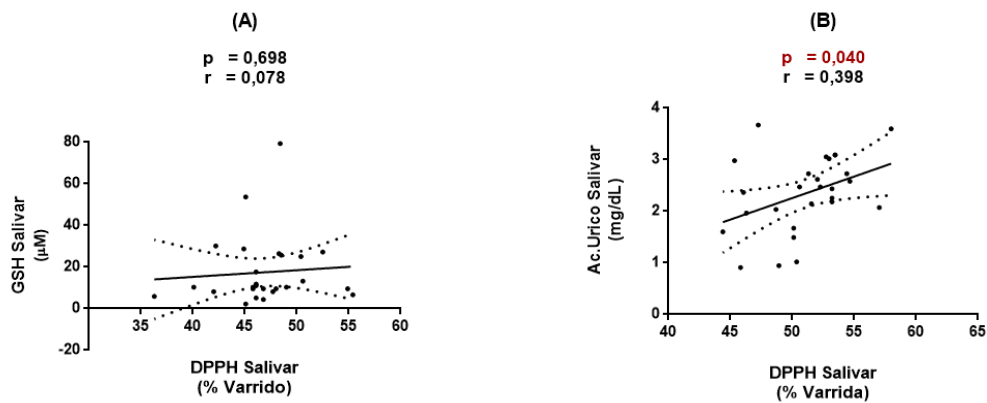 (A)
p = 0,698
r = 0,078
80
60
40
20
0
-20
35
40
45
50
55
60
GSH Salivar
(µM)
DPPH Salivar
(% Varrido)
(B)
p = 0,040
r = 0,398
4
3
2
1
0
40
45
50
55
60
65
Ac.Urico Salivar
(mg/dL)
DPPH Salivar
(% Varrida)